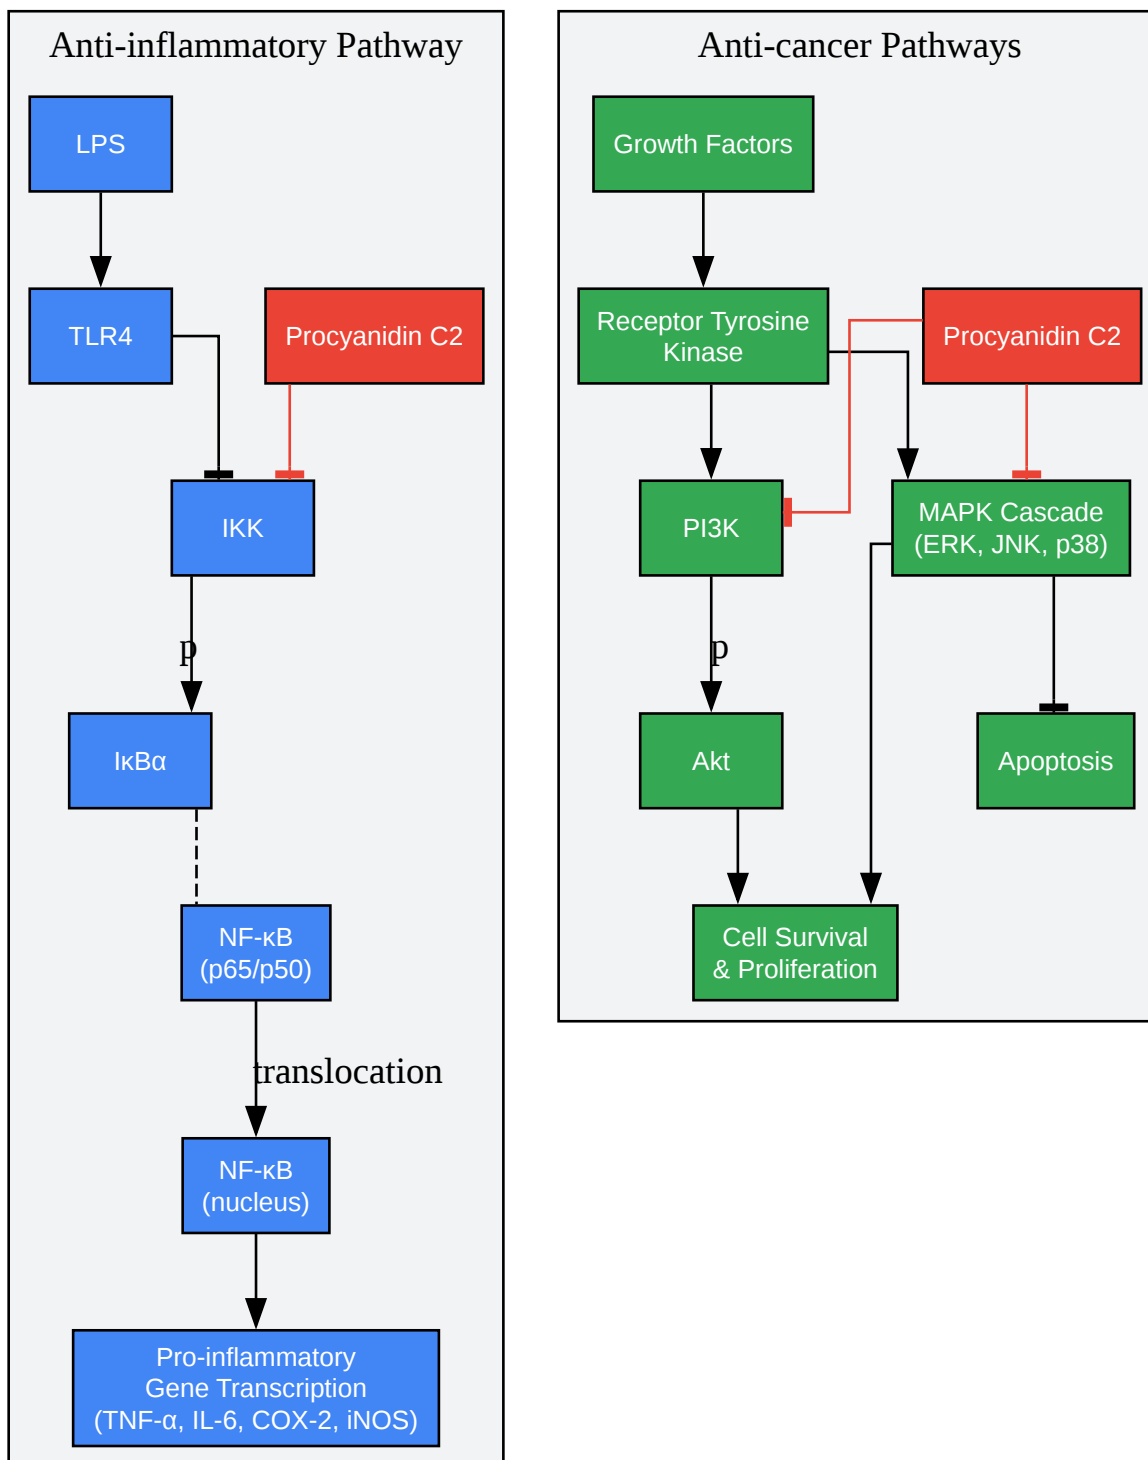 Anti-inflammatory Pathway
LPS
TLR4
Procyanidin C2
IKK
p
IκBα
NF-κB
(p65/p50)
translocation
NF-κB
(nucleus)
Pro-inflammatory
Gene Transcription
(TNF-α, IL-6, COX-2, iNOS)
Anti-cancer Pathways
Growth Factors
Receptor Tyrosine
Kinase
Procyanidin C2
PI3K
MAPK Cascade
(ERK, JNK, p38)
p
Akt
Apoptosis
Cell Survival
& Proliferation